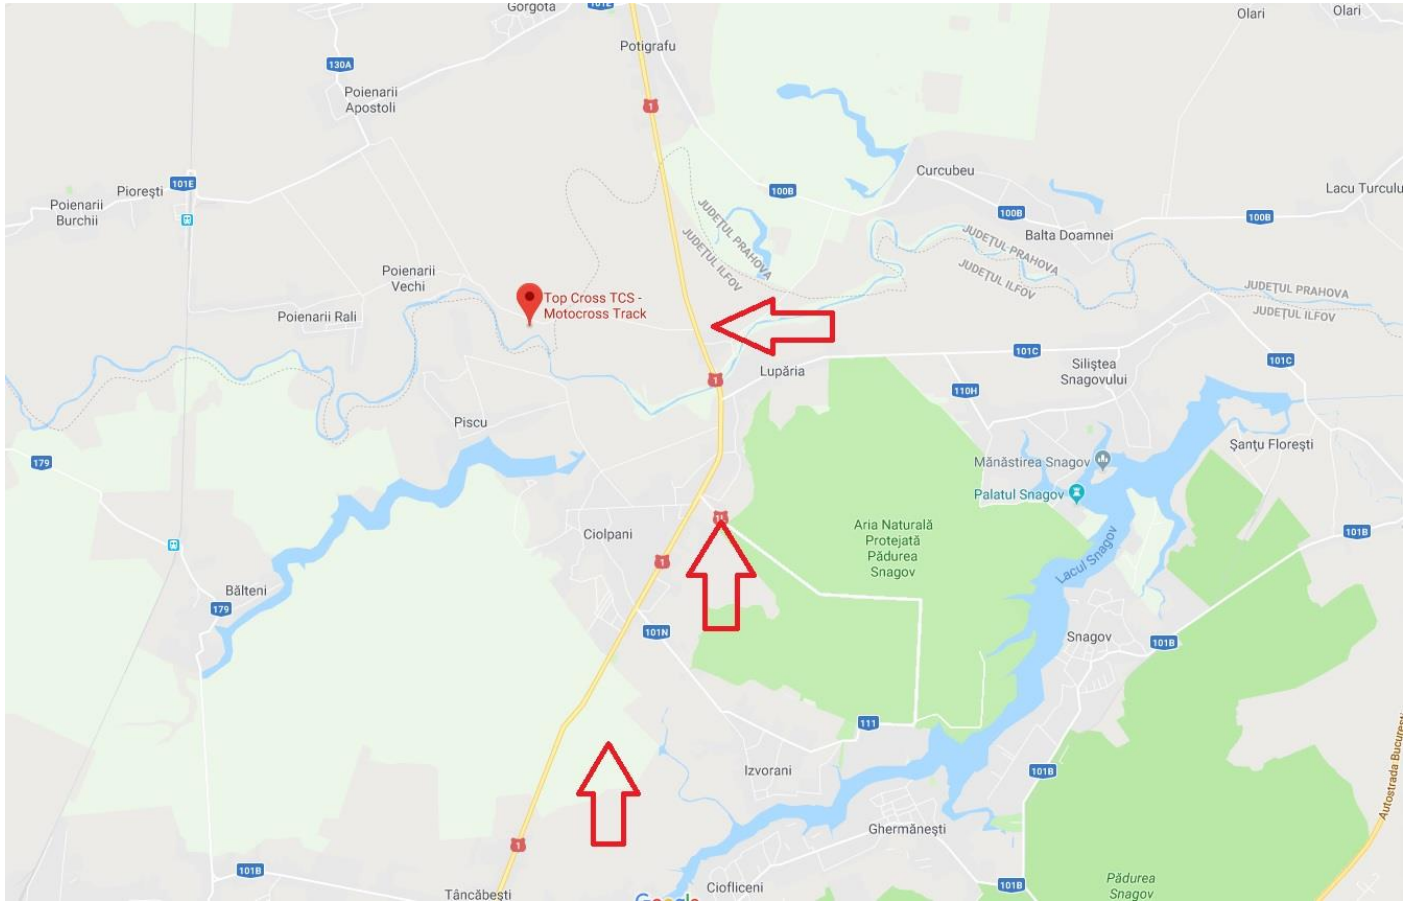 Gorgota
101E
Olari
Olari
Potigrafu
130A
Poienarii
Apostoli
1
Curcubeu
101E
Piorești
100B
Lacu Turcului
Poienarii
Burchii
100B
100B
Balta Doamnei
JUDEȚUL PRAHOVA
JUDEȚUL ILFOV
JUDEȚUL PRAHOVA
JUDEȚUL ILFOV
Poienarii
Vechi
JUDEȚUL PRAHOVA
JUDEȚUL ILFOV
Top Cross TCS -
Motocross Track
Poienarii Rali
101C
101C
Lupăria
Siliștea
Snagovului
1
110H
Piscu
Șanțu Florești
179
Mănăstirea Snagov
Palatul Snagov
Aria Naturală
Protejată
Pădurea
Snagov
101B
Ciolpani
1
Lacul Snagov
Bălteni
179
101N
Snagov
101B
111
Izvorani
101B
Autostrada București
Ghermănești
1
101B
Tâncăbești
Ciofliceni
101B
Pădurea
Snagov
Google